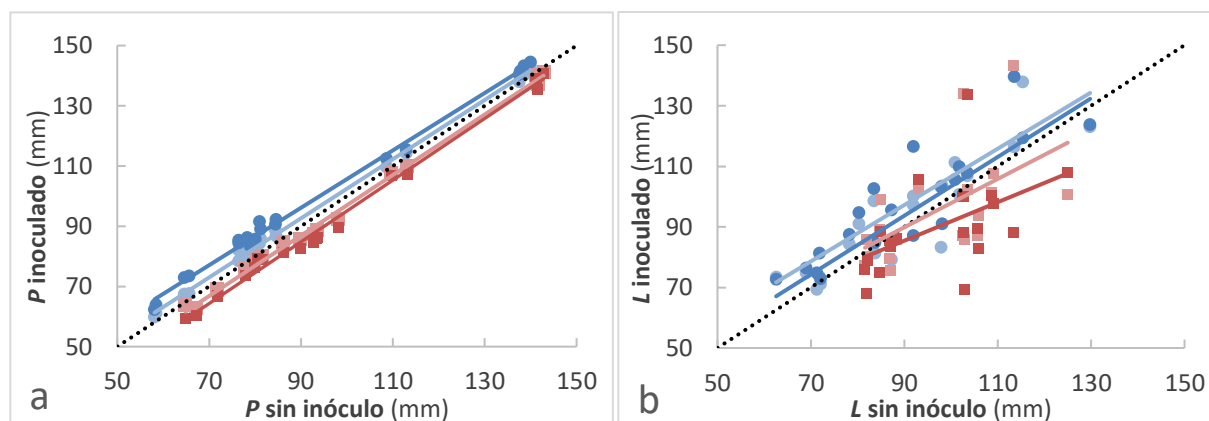 150
130
110
90
70
50
P inoculado (mm)
50 70 90 110 130 150
P sin inóculo (mm)
a
150
130
110
90
70
50
L inoculado (mm)
50 70 90 110 130 150
L sin inóculo (mm)
b